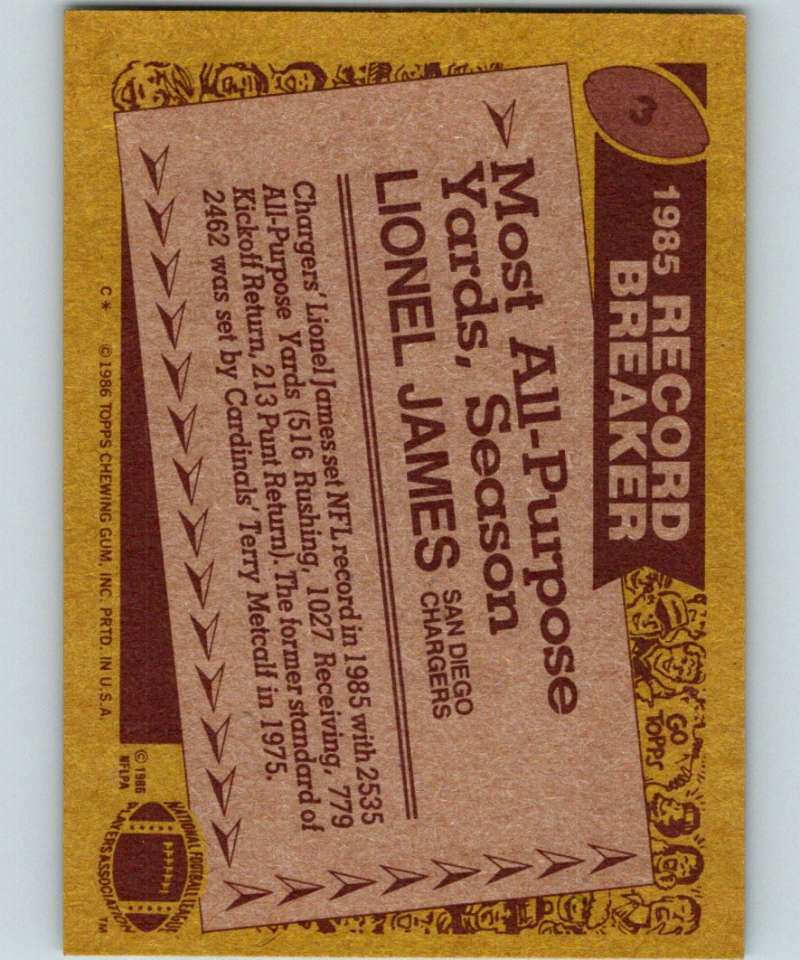 3
1985 RECORD
BREAKER
Most All-Purpose
Yards, Season
LIONEL JAMES SAN DIEGO
CHARGERS
Chargers' Lionel James set NFL record in 1985 with 2535
All-Purpose Yards (516 Rushing, 1027 Receiving, 779
Kickoff Return, 213 Punt Return). The former standard of
2462 was set by Cardinals' Terry Metcalf in 1975.
GO
TOPPS
C* © 1986 TOPPS CHEWING GUM, INC. PRTD. IN U.S.A.
© 1986
NFLPA
NATIONAL FOOTBALL LEAGUE
PLAYERS ASSOCIATION
TM